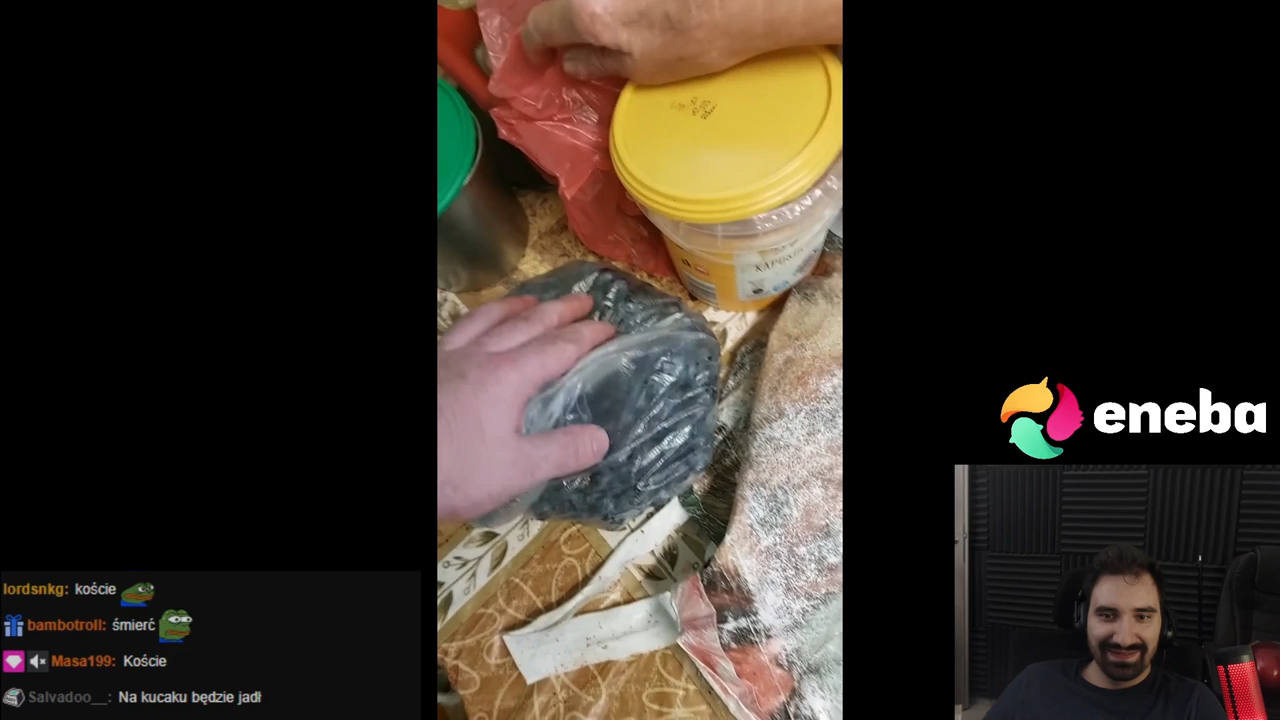 eneba
lordsnkg: koście
bambotroll: śmierć
Masa199: Koście
Salvadoo__: Na kucaku będzie jadł